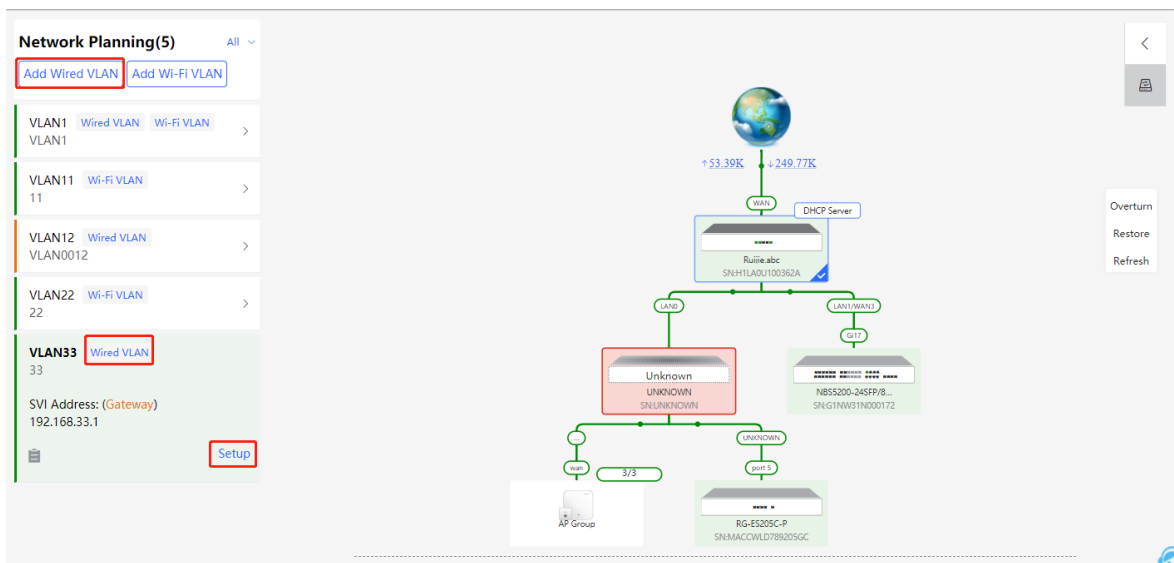 Network Planning(5) All
Add Wired VLAN Add Wi-Fi VLAN
VLAN1 Wired VLAN Wi-Fi VLAN
VLAN1
VLAN11 Wi-Fi VLAN
11
VLAN12 Wired VLAN
VLAN0012
VLAN22 Wi-Fi VLAN
22
VLAN33 Wired VLAN
33
SVI Address: (Gateway)
192.168.33.1
Setup
↑53.39K ↓249.77K
WAN
DHCP Server
Ruijie.abc
SN:H1LA0U100362A
LAN0 LAN1/WAN3
Gi17
Unknown
UNKNOWN
SN:UNKNOWN
NBS5200-24SFP/8...
SN:G1NW31N000172
... UNKNOWN
wan 3/3 port 5
AP Group
RG-ES205C-P
SN:MACCWLD789205GC
Overturn
Restore
Refresh